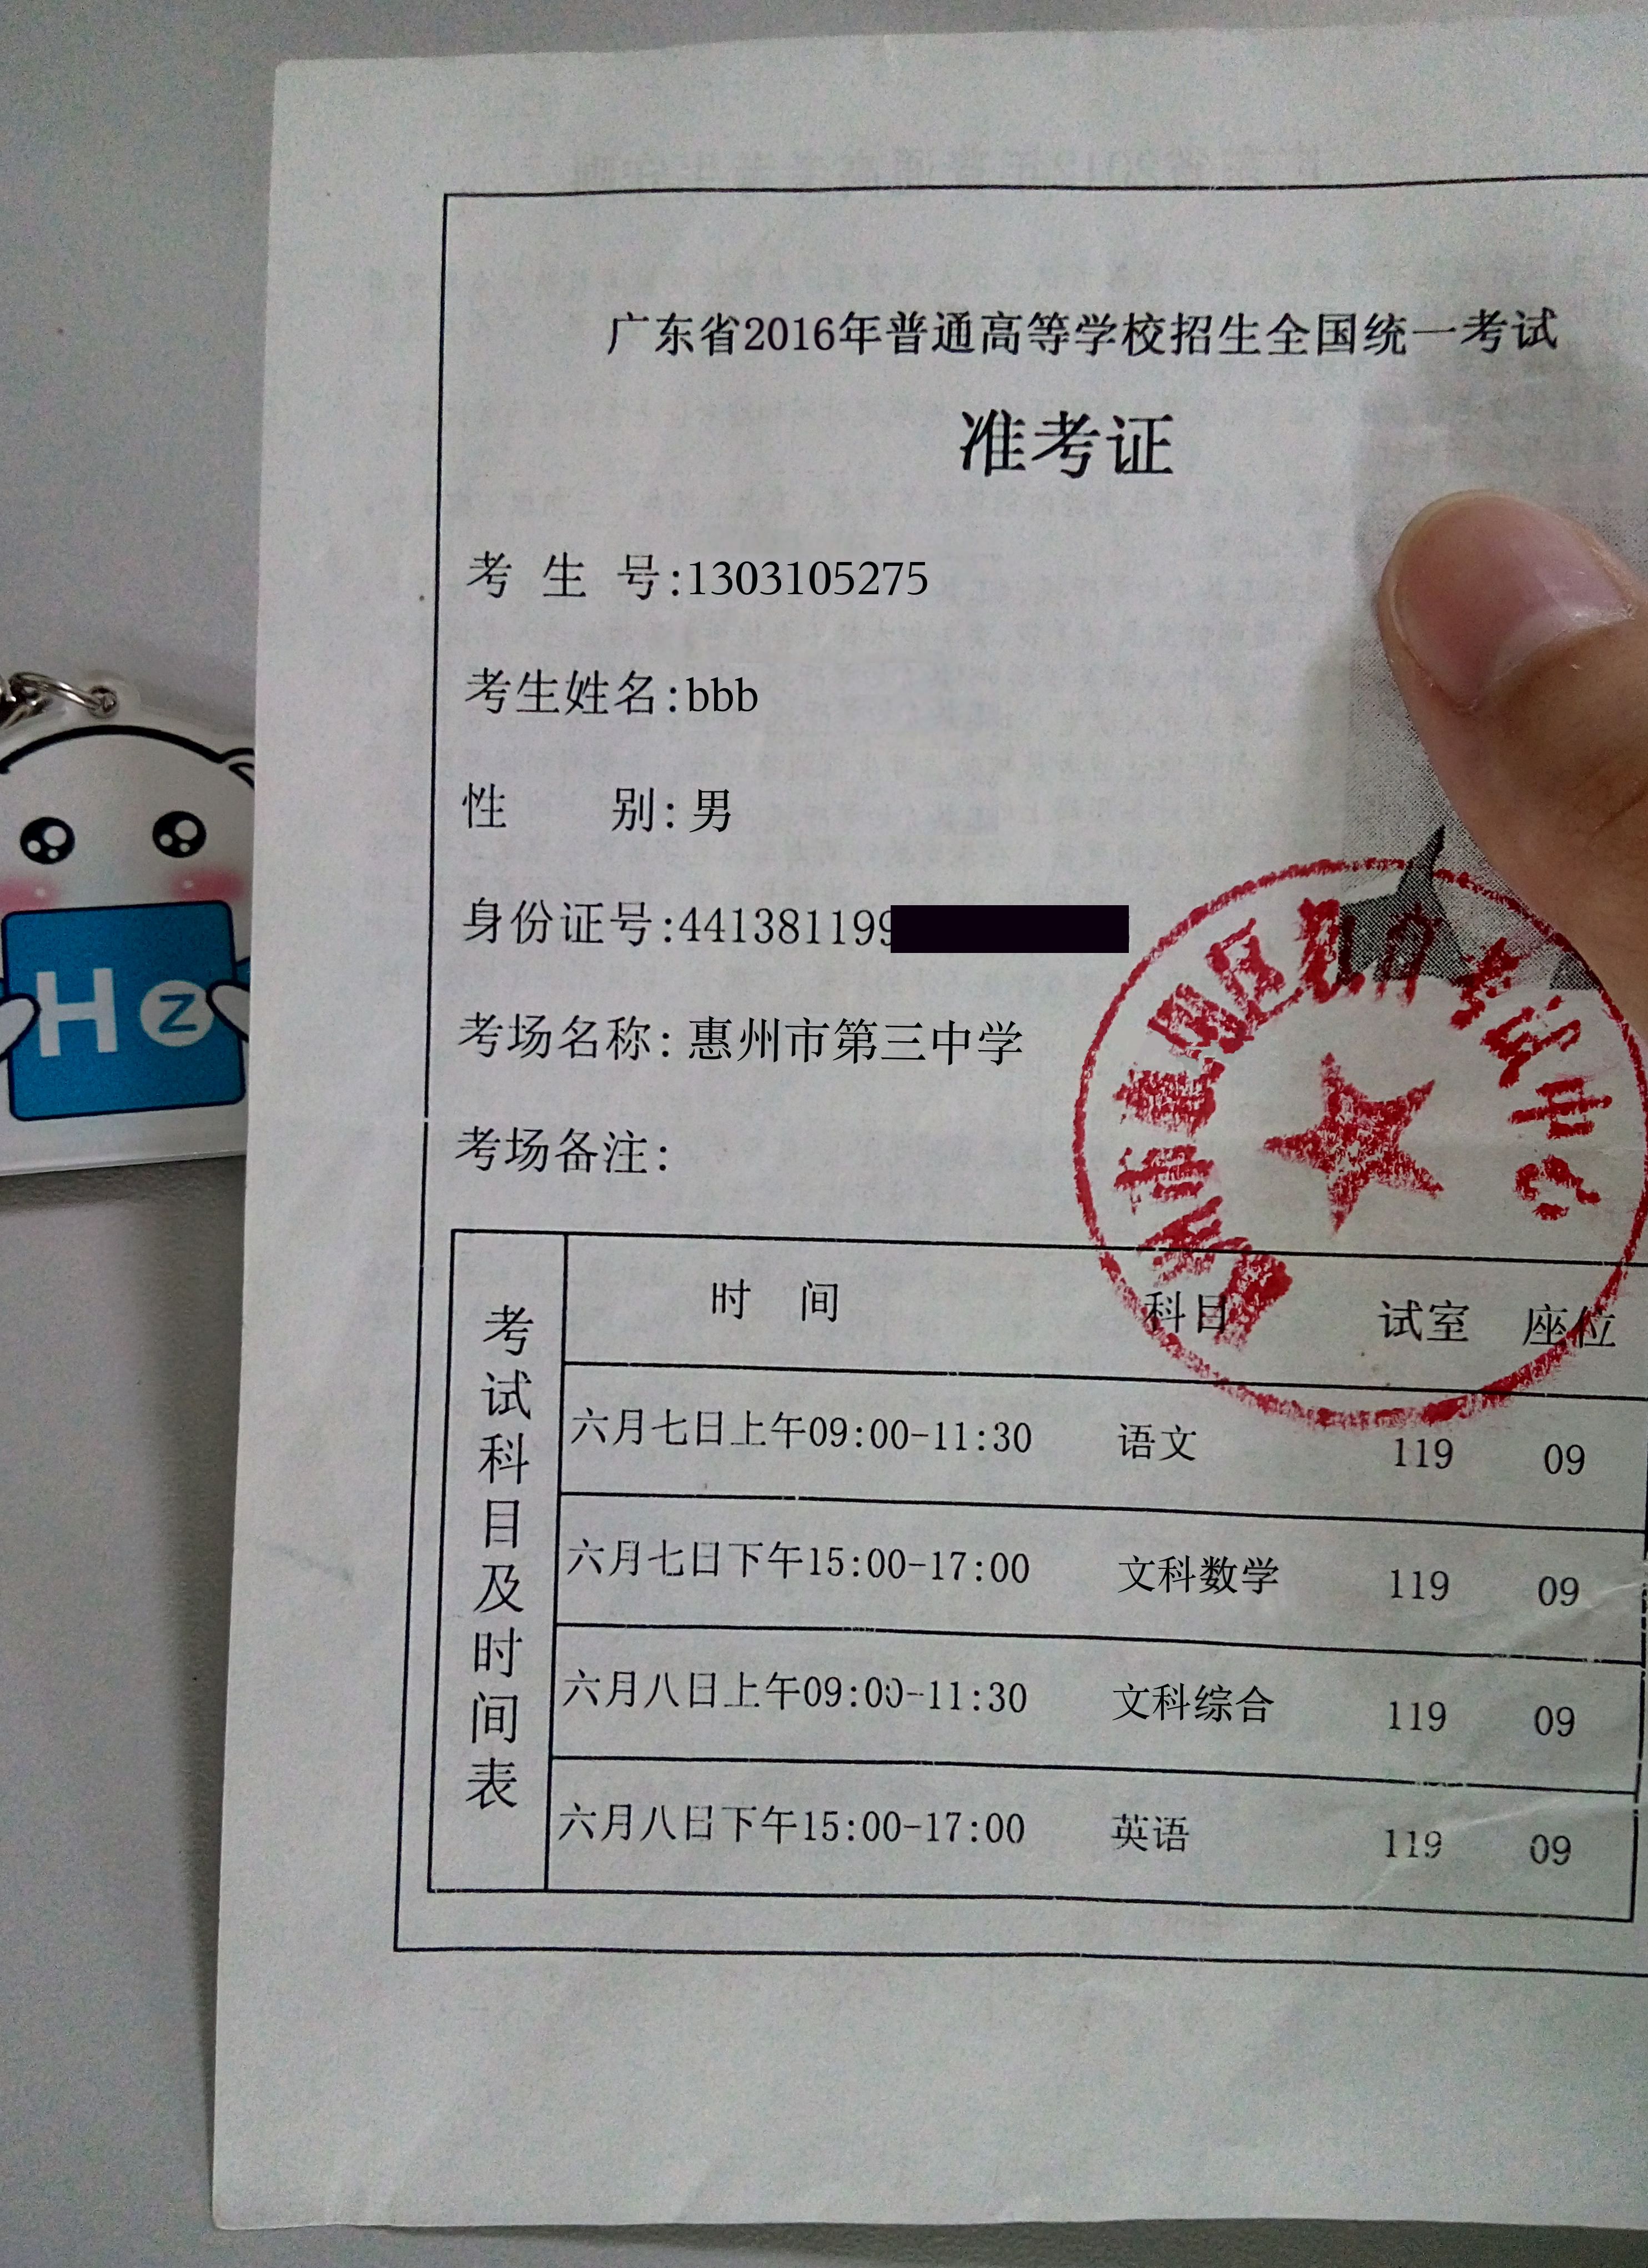 广东省2016年普通高等学校招生全国统一考试
准考证
考 生 号:1303105275
考生姓名:bbb
性 别:男
身份证号:441381199
考场名称:惠州市第三中学
考场备注:
考试科目及时间表
时 间 科目 试室 座位
六月七日上午09:00-11:30 语文 119 09
六月七日下午15:00-17:00 文科数学 119 09
六月八日上午09:00-11:30 文科综合 119 09
六月八日下午15:00-17:00 英语 119 09
考试中心
H z